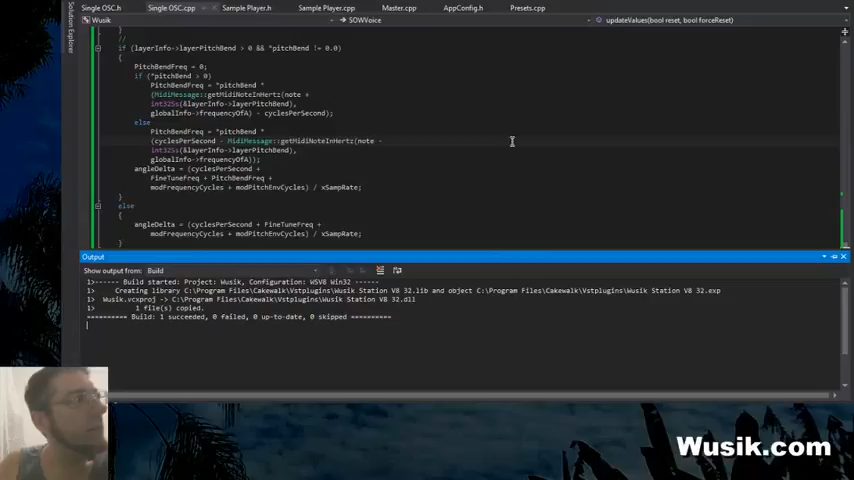 Single OSC.h Single OSC.cpp Sample Player.h Sample Player.cpp Master.cpp AppConfig.h Presets.cpp
Solution Explorer
Wusik SOWVoice updateValues(bool reset, bool forceReset)
}
//
if (layerInfo->layerPitchBend > 0 && *pitchBend != 0.0)
{
PitchBendFreq = 0;
if (*pitchBend > 0)
PitchBendFreq = *pitchBend *
(MidiMessage::getMidiNoteInHertz(note +
int32Ss(&layerInfo->layerPitchBend),
globalInfo->frequencyOfA) - cyclesPerSecond);
else
PitchBendFreq = *pitchBend *
(cyclesPerSecond - MidiMessage::getMidiNoteInHertz(note -
int32Ss(&layerInfo->layerPitchBend),
globalInfo->frequencyOfA));
angleDelta = (cyclesPerSecond +
FineTuneFreq + PitchBendFreq +
modFrequencyCycles + modPitchEnvCycles) / xSampRate;
}
else
{
angleDelta = (cyclesPerSecond + FineTuneFreq +
modFrequencyCycles + modPitchEnvCycles) / xSampRate;
}
Output
Show output from: Build
1>------ Build started: Project: Wusik, Configuration: WSV8 Win32 ------
1> Creating library C:\Program Files\Cakewalk\Vstplugins\Wusik Station V8 32.lib and object C:\Program Files\Cakewalk\Vstplugins\Wusik Station V8 32.exp
1> Wusik.vcxproj -> C:\Program Files\Cakewalk\Vstplugins\Wusik Station V8 32.dll
1> 1 file(s) copied.
========== Build: 1 succeeded, 0 failed, 0 up-to-date, 0 skipped ==========
Wusik.com